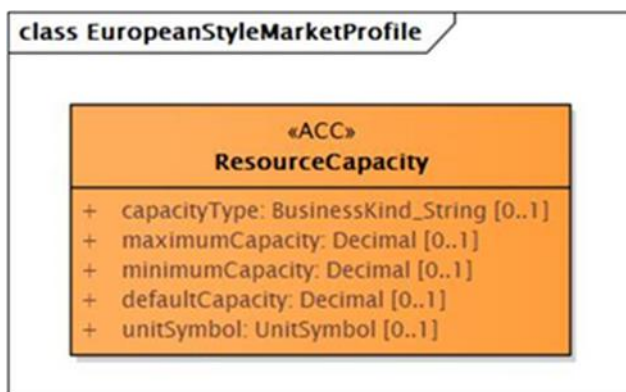 class EuropeanStyleMarketProfile
«ACC»
ResourceCapacity
+ capacityType: BusinessKind_String [0..1]
+ maximumCapacity: Decimal [0..1]
+ minimumCapacity: Decimal [0..1]
+ defaultCapacity: Decimal [0..1]
+ unitSymbol: UnitSymbol [0..1]